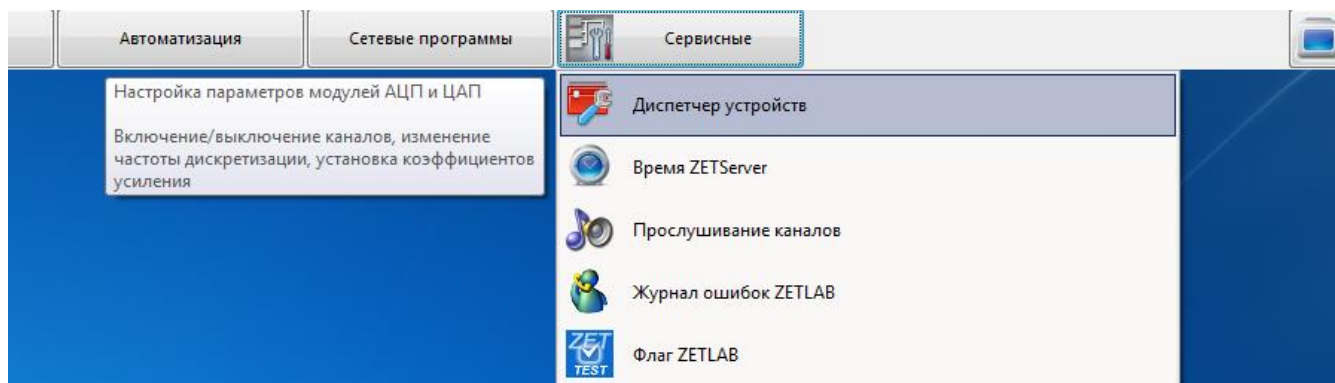 Автоматизация
Сетевые программы
Сервисные
Настройка параметров модулей АЦП и ЦАП
Включение/выключение каналов, изменение
частоты дискретизации, установка коэффициентов
усиления
Диспетчер устройств
Время ZETServer
Прослушивание каналов
Журнал ошибок ZETLAB
ZET
TEST
Флаг ZETLAB